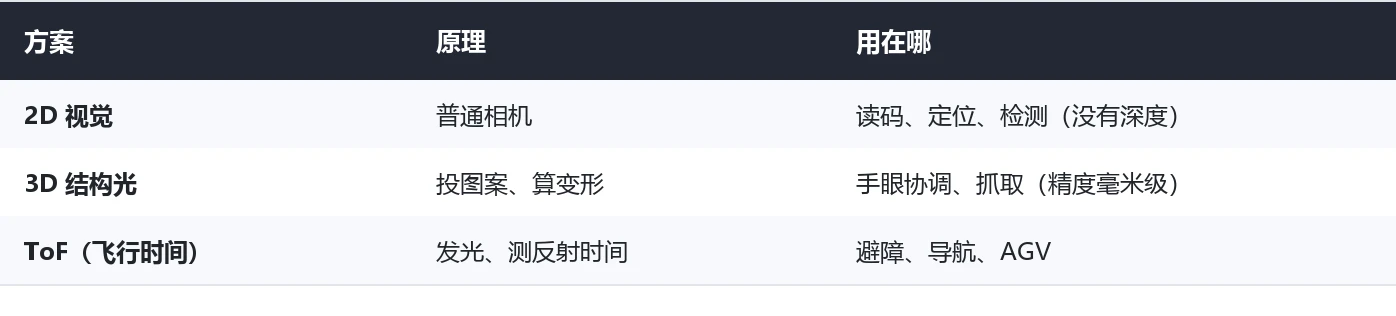 方案 原理 用在哪
2D 视觉 普通相机 读码、定位、检测（没有深度）
3D 结构光 投图案、算变形 手眼协调、抓取（精度毫米级）
ToF（飞行时间） 发光、测反射时间 避障、导航、AGV